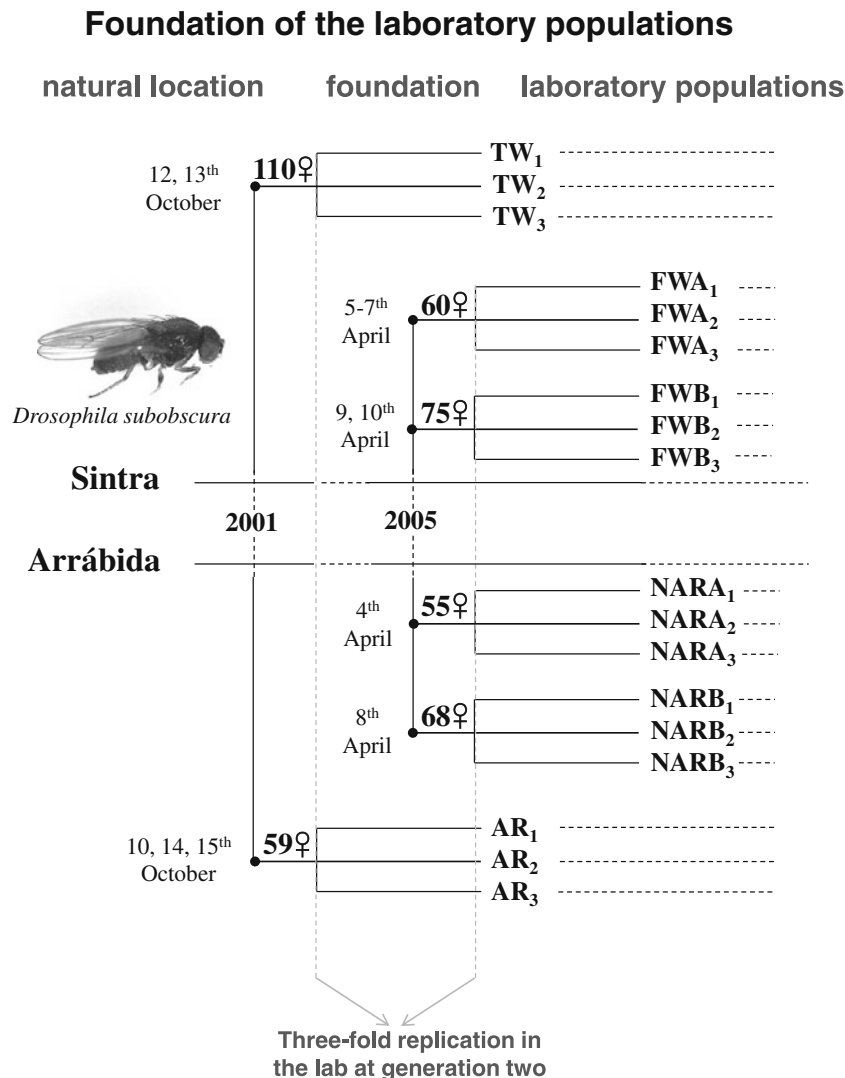 Foundation of the laboratory populations
natural location foundation laboratory populations
12, 13th
October
110♀
TW1
TW2
TW3
5-7th
April
60♀
FWA1
FWA2
FWA3
Drosophila subobscura
9, 10th
April
75♀
FWB1
FWB2
FWB3
Sintra
2001 2005
Arrábida
4th
April
55♀
NARA1
NARA2
NARA3
8th
April
68♀
NARB1
NARB2
NARB3
10, 14, 15th
October
59♀
AR1
AR2
AR3
Three-fold replication in
the lab at generation two